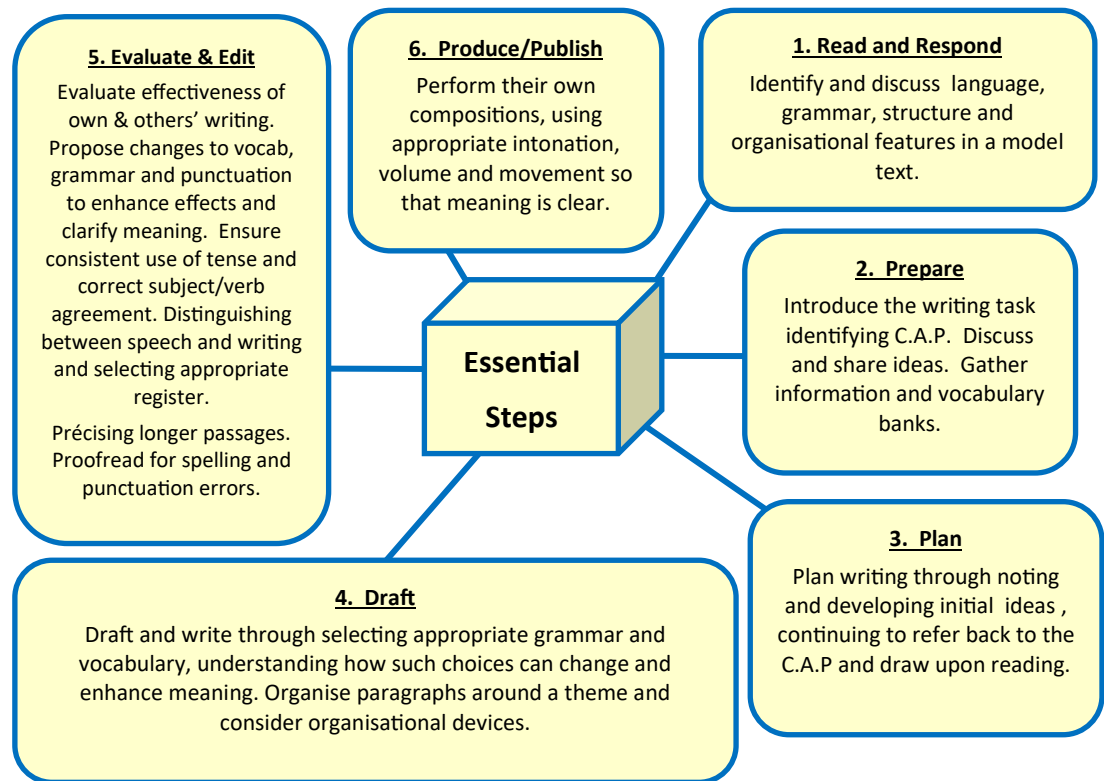 Essential
Steps
1. Read and Respond
Identify and discuss language,
grammar, structure and
organisational features in a model
text.
2. Prepare
Introduce the writing task
identifying C.A.P. Discuss
and share ideas. Gather
information and vocabulary
banks.
3. Plan
Plan writing through noting
and developing initial ideas ,
continuing to refer back to the
C.A.P and draw upon reading.
4. Draft
Draft and write through selecting appropriate grammar and
vocabulary, understanding how such choices can change and
enhance meaning. Organise paragraphs around a theme and
consider organisational devices.
5. Evaluate & Edit
Evaluate effectiveness of
own & others’ writing.
Propose changes to vocab,
grammar and punctuation
to enhance effects and
clarify meaning. Ensure
consistent use of tense and
correct subject/verb
agreement. Distinguishing
between speech and writing
and selecting appropriate
register.
Précising longer passages.
Proofread for spelling and
punctuation errors.
6. Produce/Publish
Perform their own
compositions, using
appropriate intonation,
volume and movement so
that meaning is clear.